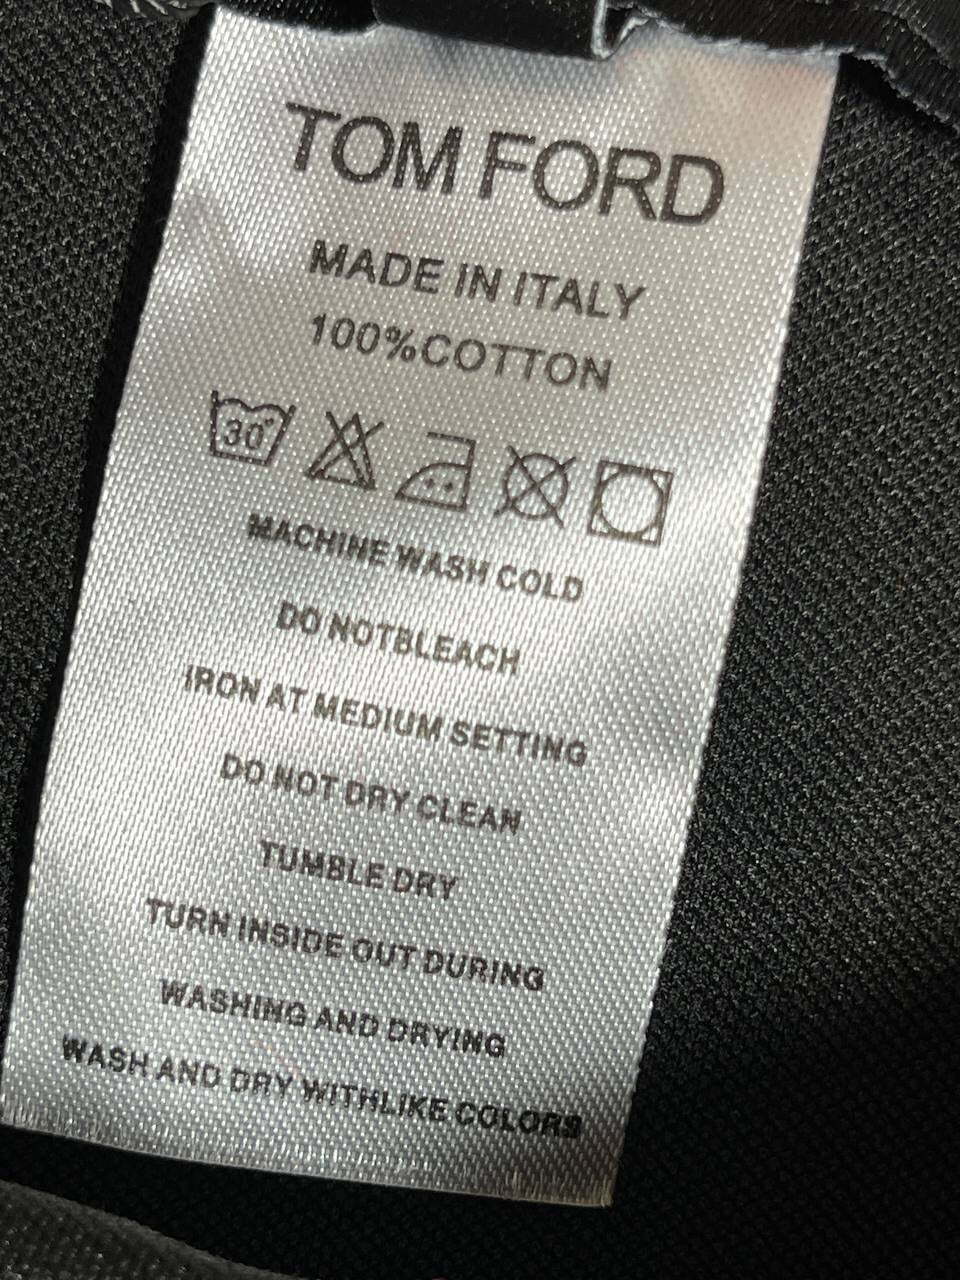 TOM FORD
MADE IN ITALY
100%COTTON
30°
MACHINE WASH COLD
DO NOTBLEACH
IRON AT MEDIUM SETTING
DO NOT DRY CLEAN
TUMBLE DRY
TURN INSIDE OUT DURING
WASHING AND DRYING
WASH AND DRY WITHLIKE COLORS